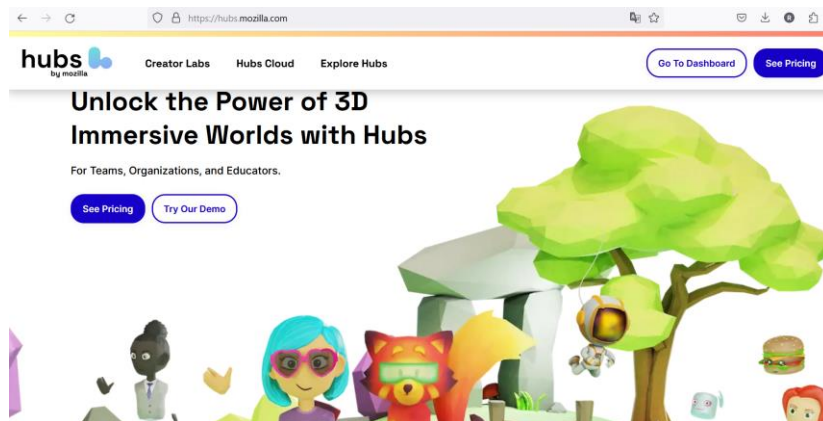 https://hubs.mozilla.com
hubs
by mozilla
Creator Labs Hubs Cloud Explore Hubs
Go To Dashboard See Pricing
Unlock the Power of 3D
Immersive Worlds with Hubs
For Teams, Organizations, and Educators.
See Pricing Try Our Demo